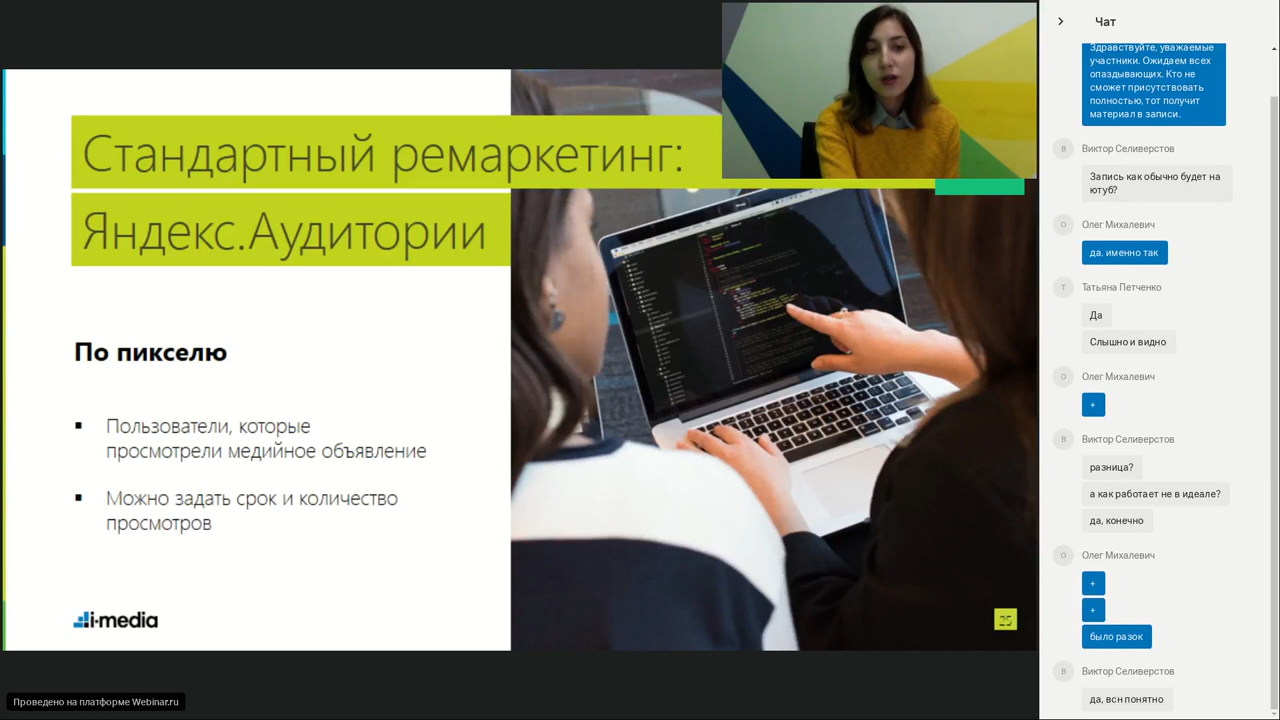 Стандартный ремаркетинг:
Яндекс.Аудитории
По пикселю
▪ Пользователи, которые
просмотрели медийное объявление
▪ Можно задать срок и количество
просмотров
i-media
25
Проведено на платформе Webinar.ru
Чат
Здравствуйте, уважаемые
участники. Ожидаем всех
опаздывающих. Кто не
сможет присутствовать
полностью, тот получит
материал в записи.
В
Виктор Селиверстов
Запись как обычно будет на
ютуб?
О
Олег Михалевич
да, именно так
Т
Татьяна Петченко
Да
Слышно и видно
О
Олег Михалевич
+
В
Виктор Селиверстов
разница?
а как работает не в идеале?
да, конечно
О
Олег Михалевич
+
+
было разок
В
Виктор Селиверстов
да, всн понятно